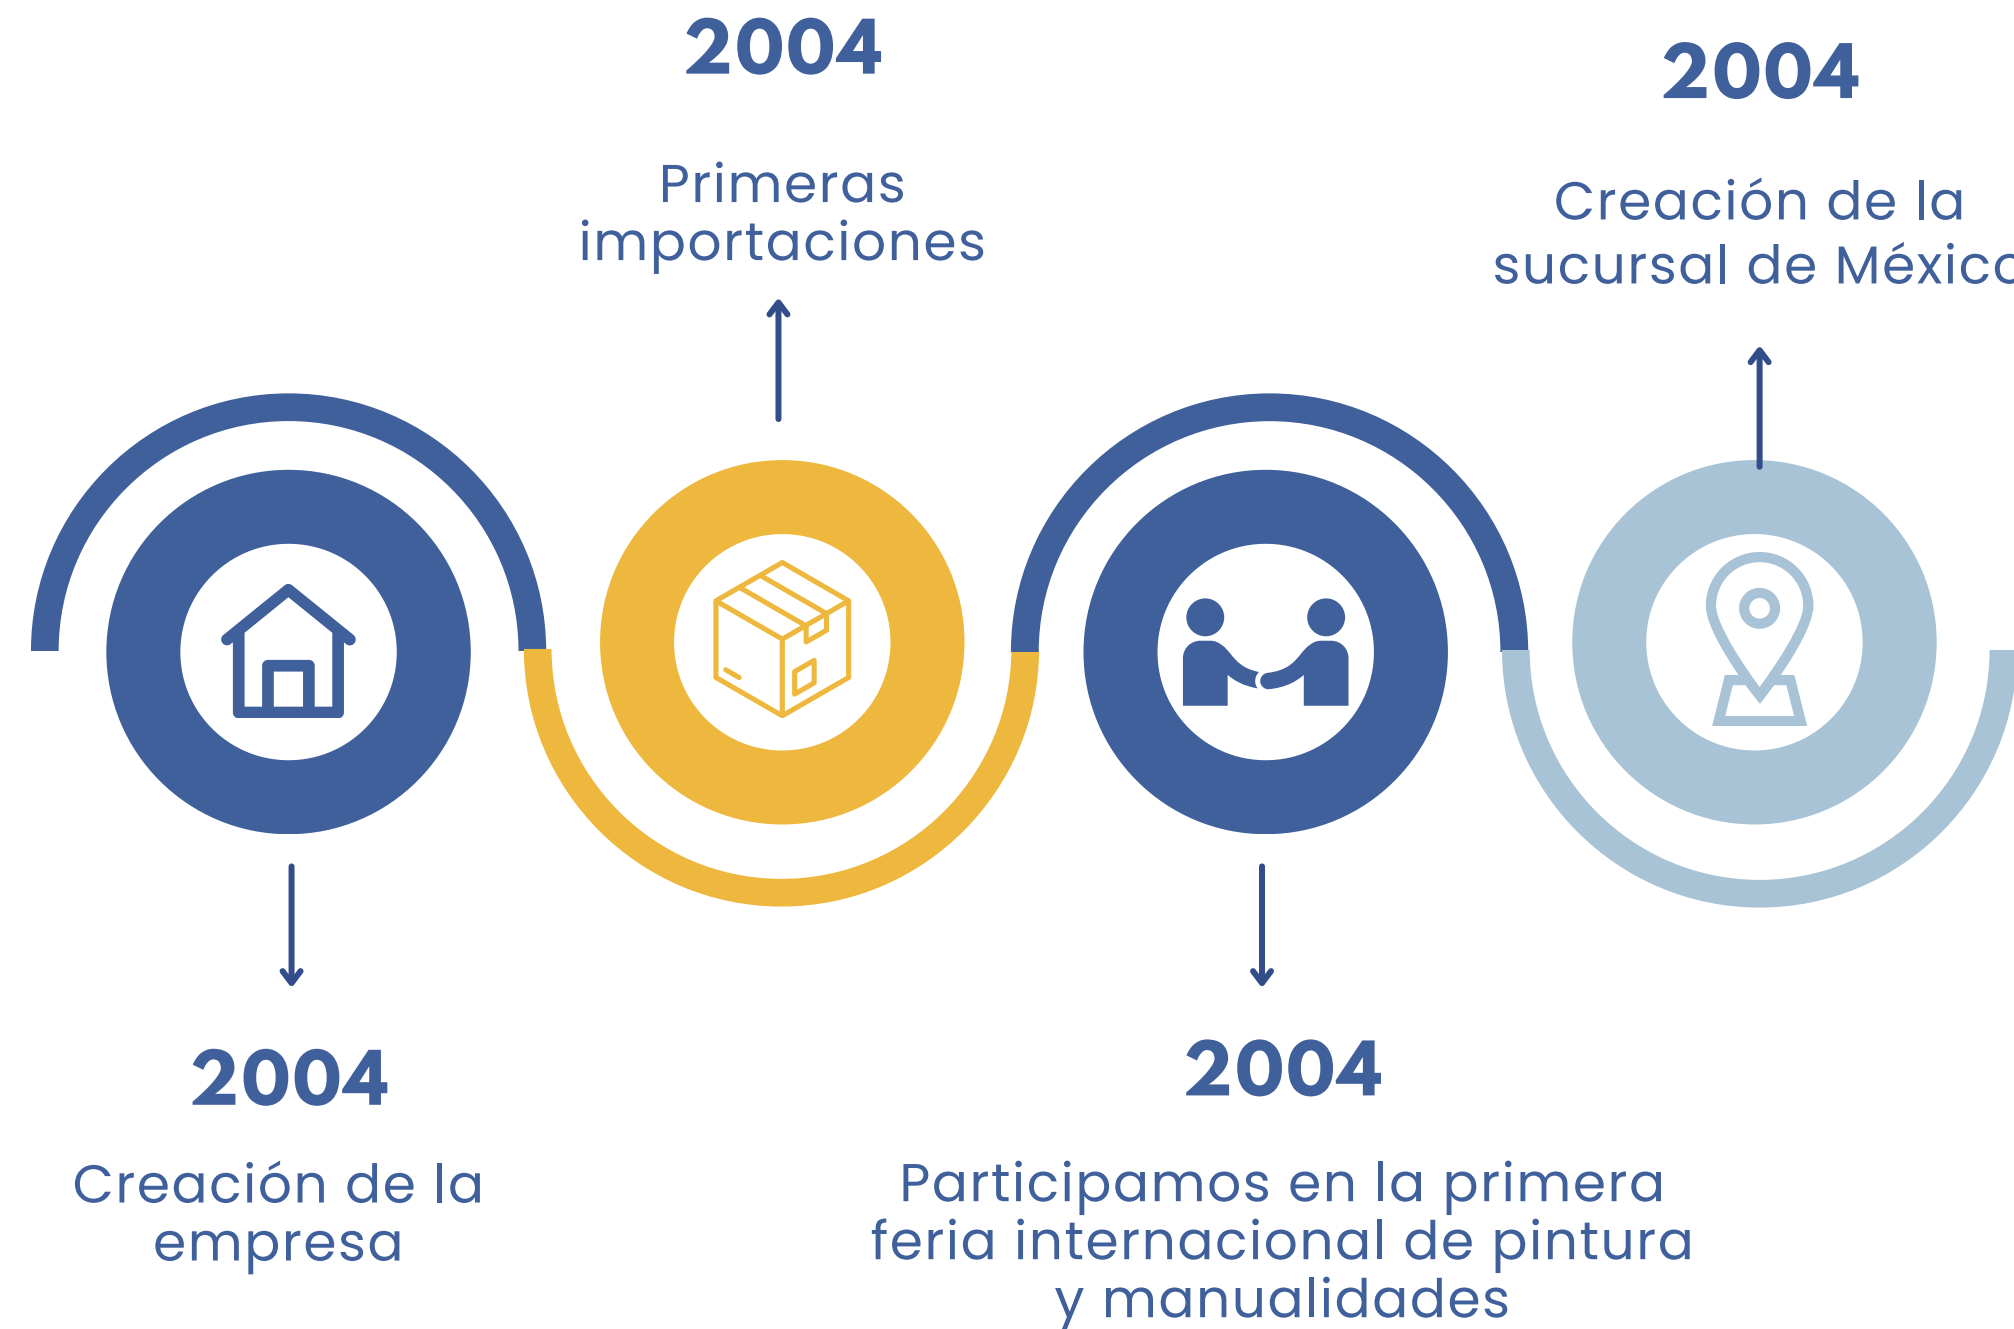 2004
Creación de la
empresa
2004
Primeras
importaciones
2004
Participamos en la primera
feria internacional de pintura
y manualidades
2004
Creación de la
sucursal de México